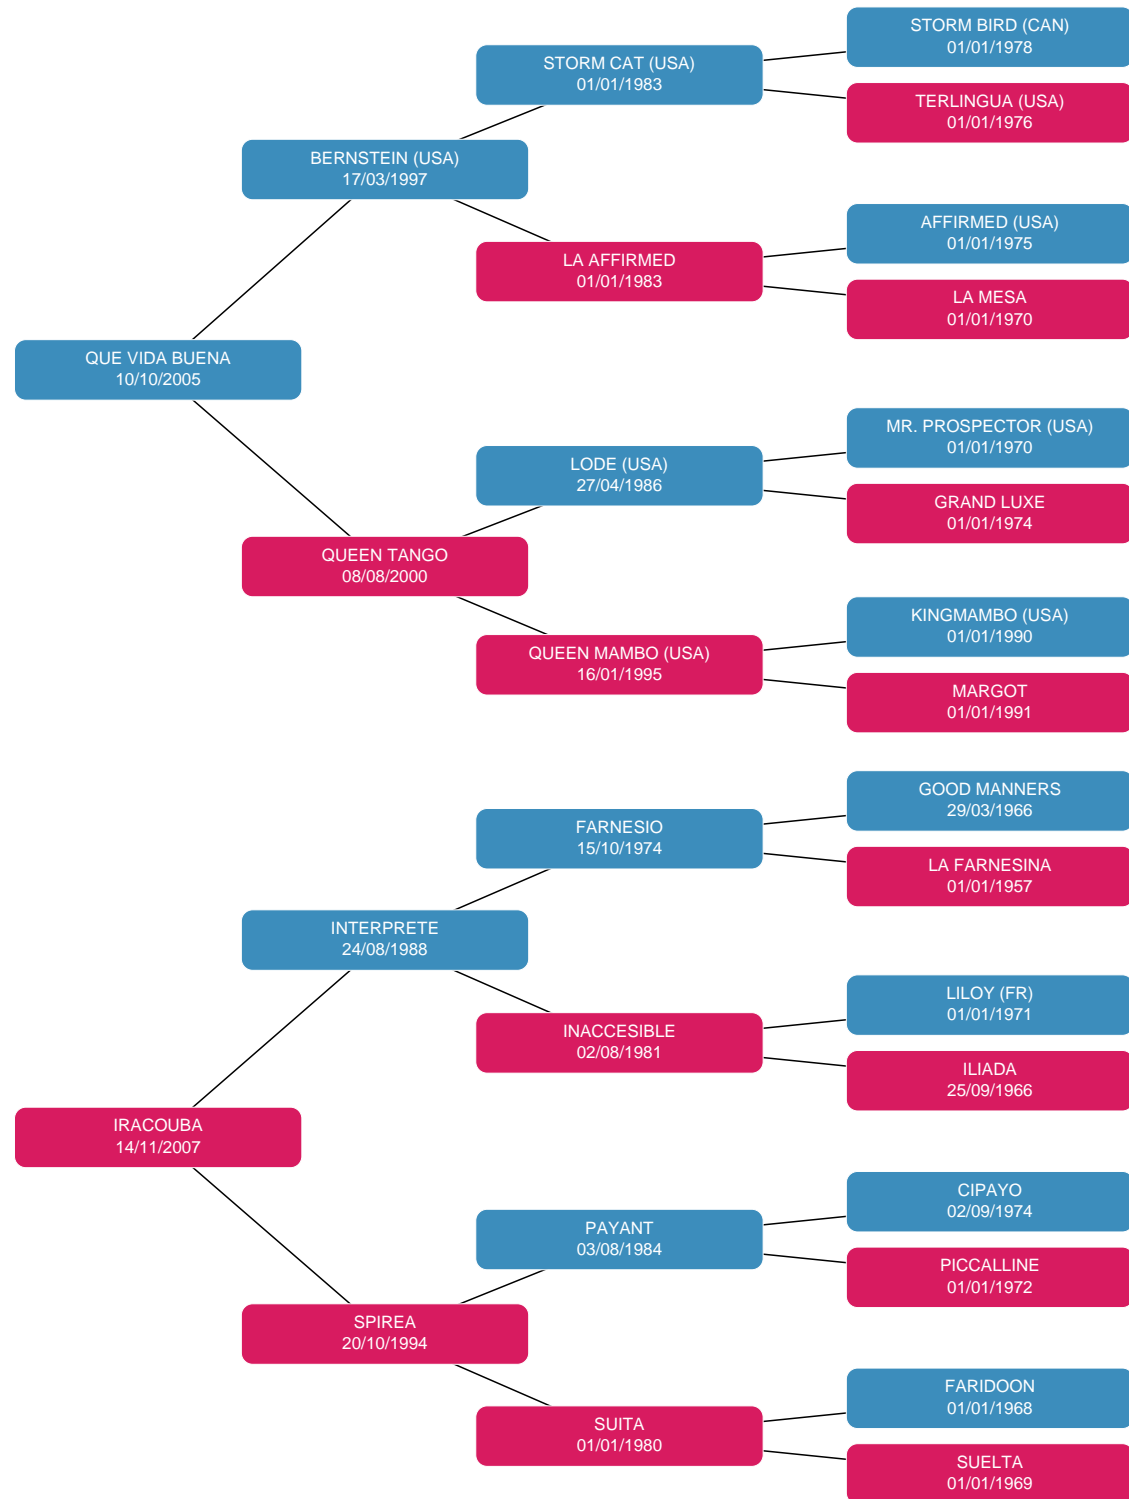 STORM BIRD (CAN)
01/01/1978
STORM CAT (USA)
01/01/1983
TERLINGUA (USA)
01/01/1976
BERNSTEIN (USA)
17/03/1997
AFFIRMED (USA)
01/01/1975
LA AFFIRMED
01/01/1983
LA MESA
01/01/1970
QUE VIDA BUENA
10/10/2005
MR. PROSPECTOR (USA)
01/01/1970
LODE (USA)
27/04/1986
GRAND LUXE
01/01/1974
QUEEN TANGO
08/08/2000
KINGMAMBO (USA)
01/01/1990
QUEEN MAMBO (USA)
16/01/1995
MARGOT
01/01/1991
GOOD MANNERS
29/03/1966
FARNESIO
15/10/1974
LA FARNESINA
01/01/1957
INTERPRETE
24/08/1988
LILOY (FR)
01/01/1971
INACCESIBLE
02/08/1981
ILIADA
25/09/1966
IRACOUBA
14/11/2007
CIPAYO
02/09/1974
PAYANT
03/08/1984
PICCALLINE
01/01/1972
SPIREA
20/10/1994
FARIDOON
01/01/1968
SUITA
01/01/1980
SUELTA
01/01/1969